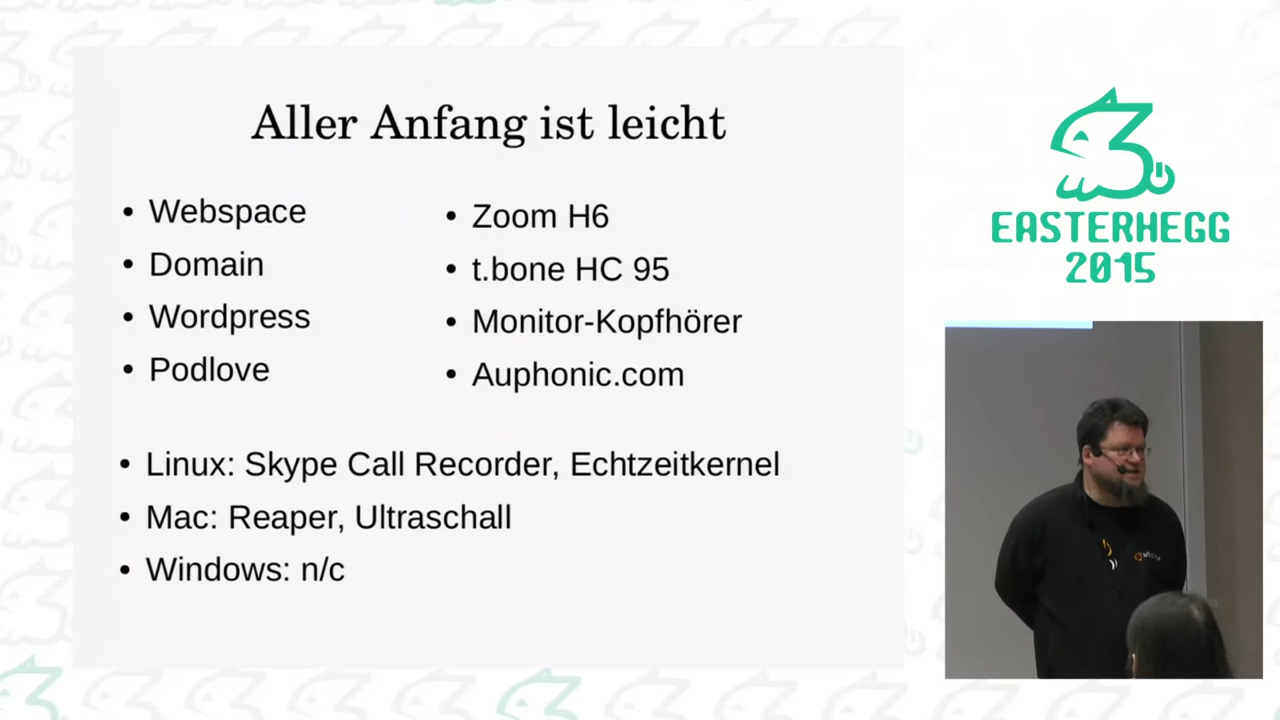 Aller Anfang ist leicht
• Webspace
• Domain
• Wordpress
• Podlove
• Zoom H6
• t.bone HC 95
• Monitor-Kopfhörer
• Auphonic.com
• Linux: Skype Call Recorder, Echtzeitkernel
• Mac: Reaper, Ultraschall
• Windows: n/c
EASTERHEGG
2015